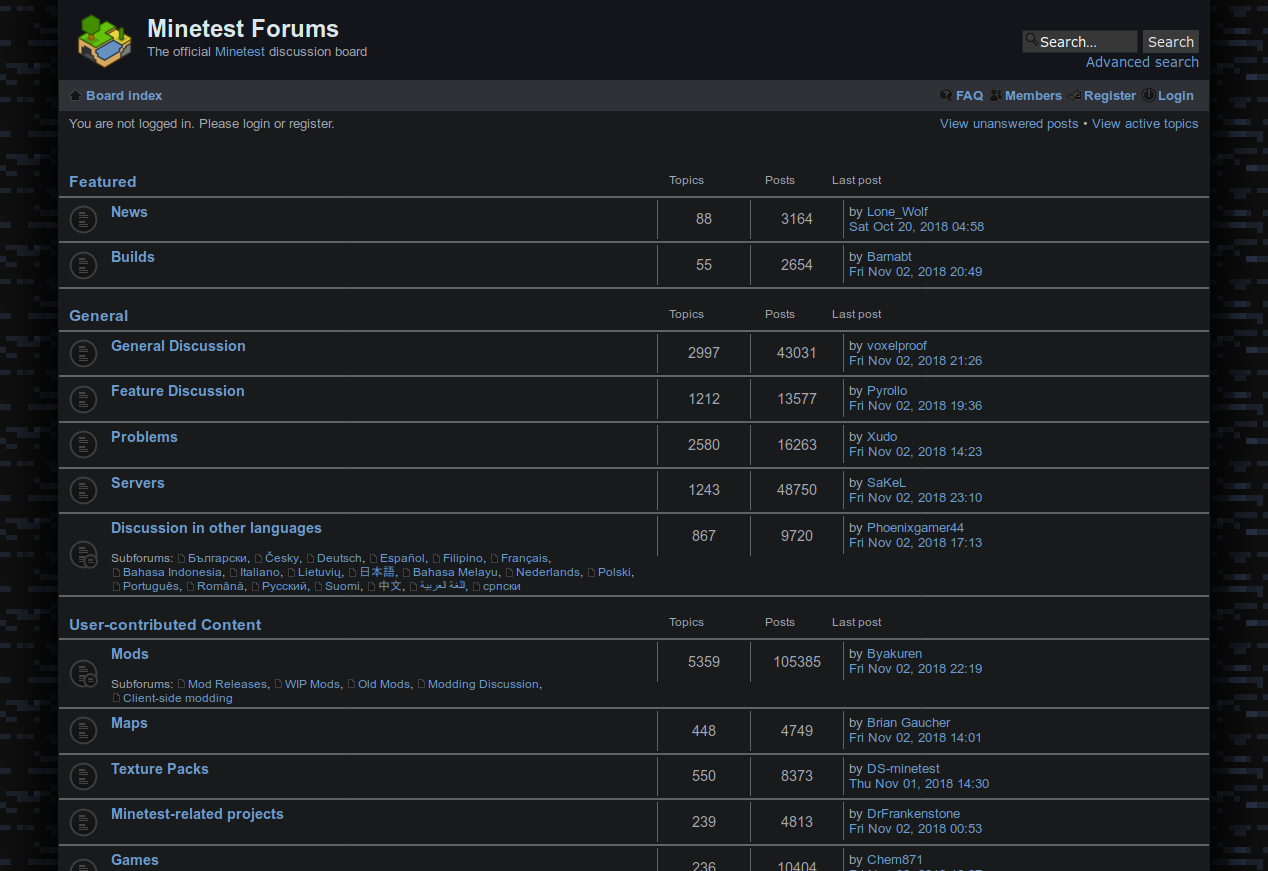 Minetest Forums
The official Minetest discussion board
Search...
Search
Advanced search
Board index
FAQ Members Register Login
You are not logged in. Please login or register.
View unanswered posts • View active topics
Featured Topics Posts Last post
News 88 3164 by Lone_Wolf
Sat Oct 20, 2018 04:58
Builds 55 2654 by Barnabt
Fri Nov 02, 2018 20:49
General Topics Posts Last post
General Discussion 2997 43031 by voxelproof
Fri Nov 02, 2018 21:26
Feature Discussion 1212 13577 by Pyrollo
Fri Nov 02, 2018 19:36
Problems 2580 16263 by Xudo
Fri Nov 02, 2018 14:23
Servers 1243 48750 by SaKeL
Fri Nov 02, 2018 23:10
Discussion in other languages 867 9720 by Phoenixgamer44
Fri Nov 02, 2018 17:13
Subforums: Български, Česky, Deutsch, Español, Filipino, Français,
Bahasa Indonesia, Italiano, Lietuvių, 日本語, Bahasa Melayu, Nederlands, Polski,
Português, Română, Русский, Suomi, 中文, اللغة العربية, српски
User-contributed Content Topics Posts Last post
Mods 5359 105385 by Byakuren
Fri Nov 02, 2018 22:19
Subforums: Mod Releases, WIP Mods, Old Mods, Modding Discussion,
Client-side modding
Maps 448 4749 by Brian Gaucher
Fri Nov 02, 2018 14:01
Texture Packs 550 8373 by DS-minetest
Thu Nov 01, 2018 14:30
Minetest-related projects 239 4813 by DrFrankenstone
Fri Nov 02, 2018 00:53
Games 236 10404 by Chem871